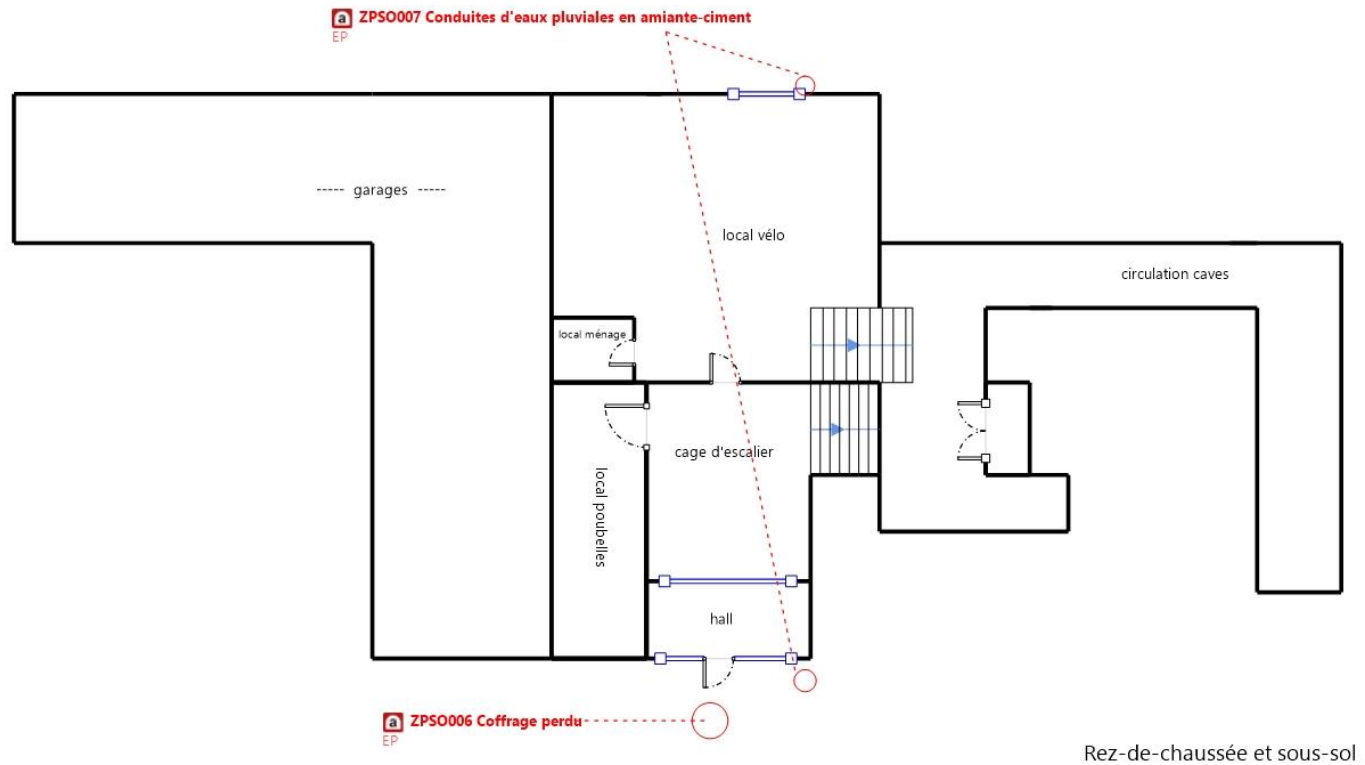 a ZPSO007 Conduites d'eaux pluviales en amiante-ciment
EP
----- garages -----
local vélo
circulation caves
local ménage
cage d'escalier
local poubelles
hall
a ZPSO006 Coffrage perdu
EP
Rez-de-chaussée et sous-sol